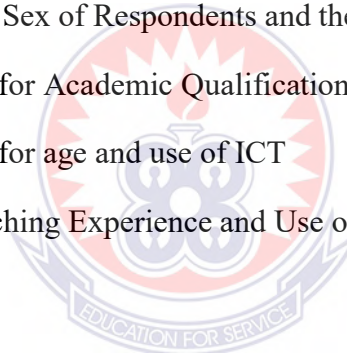 Sex of Respondents and the
for Academic Qualification
for age and use of ICT
ching Experience and Use o
EDUCATION FOR SERVICE